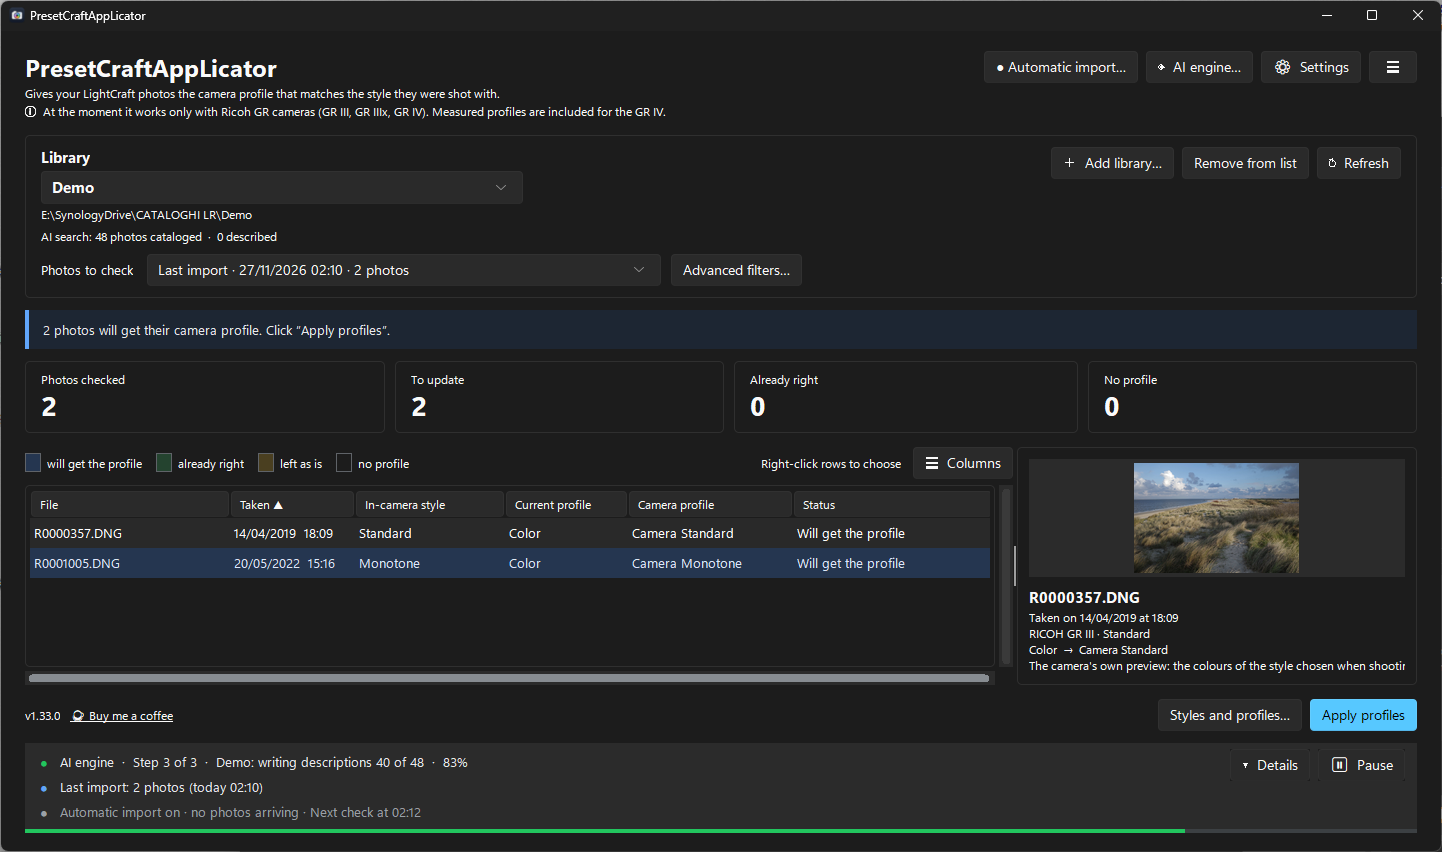 PresetCraftAppLicator
PresetCraftAppLicator
Automatic import...
AI engine...
Settings
Gives your LightCraft photos the camera profile that matches the style they were shot with.
At the moment it works only with Ricoh GR cameras (GR III, GR IIIx, GR IV). Measured profiles are included for the GR IV.
Library
Add library...
Remove from list
Refresh
Demo
E:\SynologyDrive\CATALOGHI LR\Demo
AI search: 48 photos cataloged · 0 described
Photos to check
Last import · 27/11/2026 02:10 · 2 photos
Advanced filters...
2 photos will get their camera profile. Click “Apply profiles”.
Photos checked
2
To update
2
Already right
0
No profile
0
will get the profile
already right
left as is
no profile
Right-click rows to choose
Columns
File Taken ▲ In-camera style Current profile Camera profile Status
R0000357.DNG 14/04/2019 18:09 Standard Color Camera Standard Will get the profile
R0001005.DNG 20/05/2022 15:16 Monotone Color Camera Monotone Will get the profile
R0000357.DNG
Taken on 14/04/2019 at 18:09
RICOH GR III · Standard
Color → Camera Standard
The camera's own preview: the colours of the style chosen when shootir
v1.33.0
Buy me a coffee
Styles and profiles...
Apply profiles
AI engine · Step 3 of 3 · Demo: writing descriptions 40 of 48 · 83%
Details
Pause
Last import: 2 photos (today 02:10)
Automatic import on · no photos arriving · Next check at 02:12